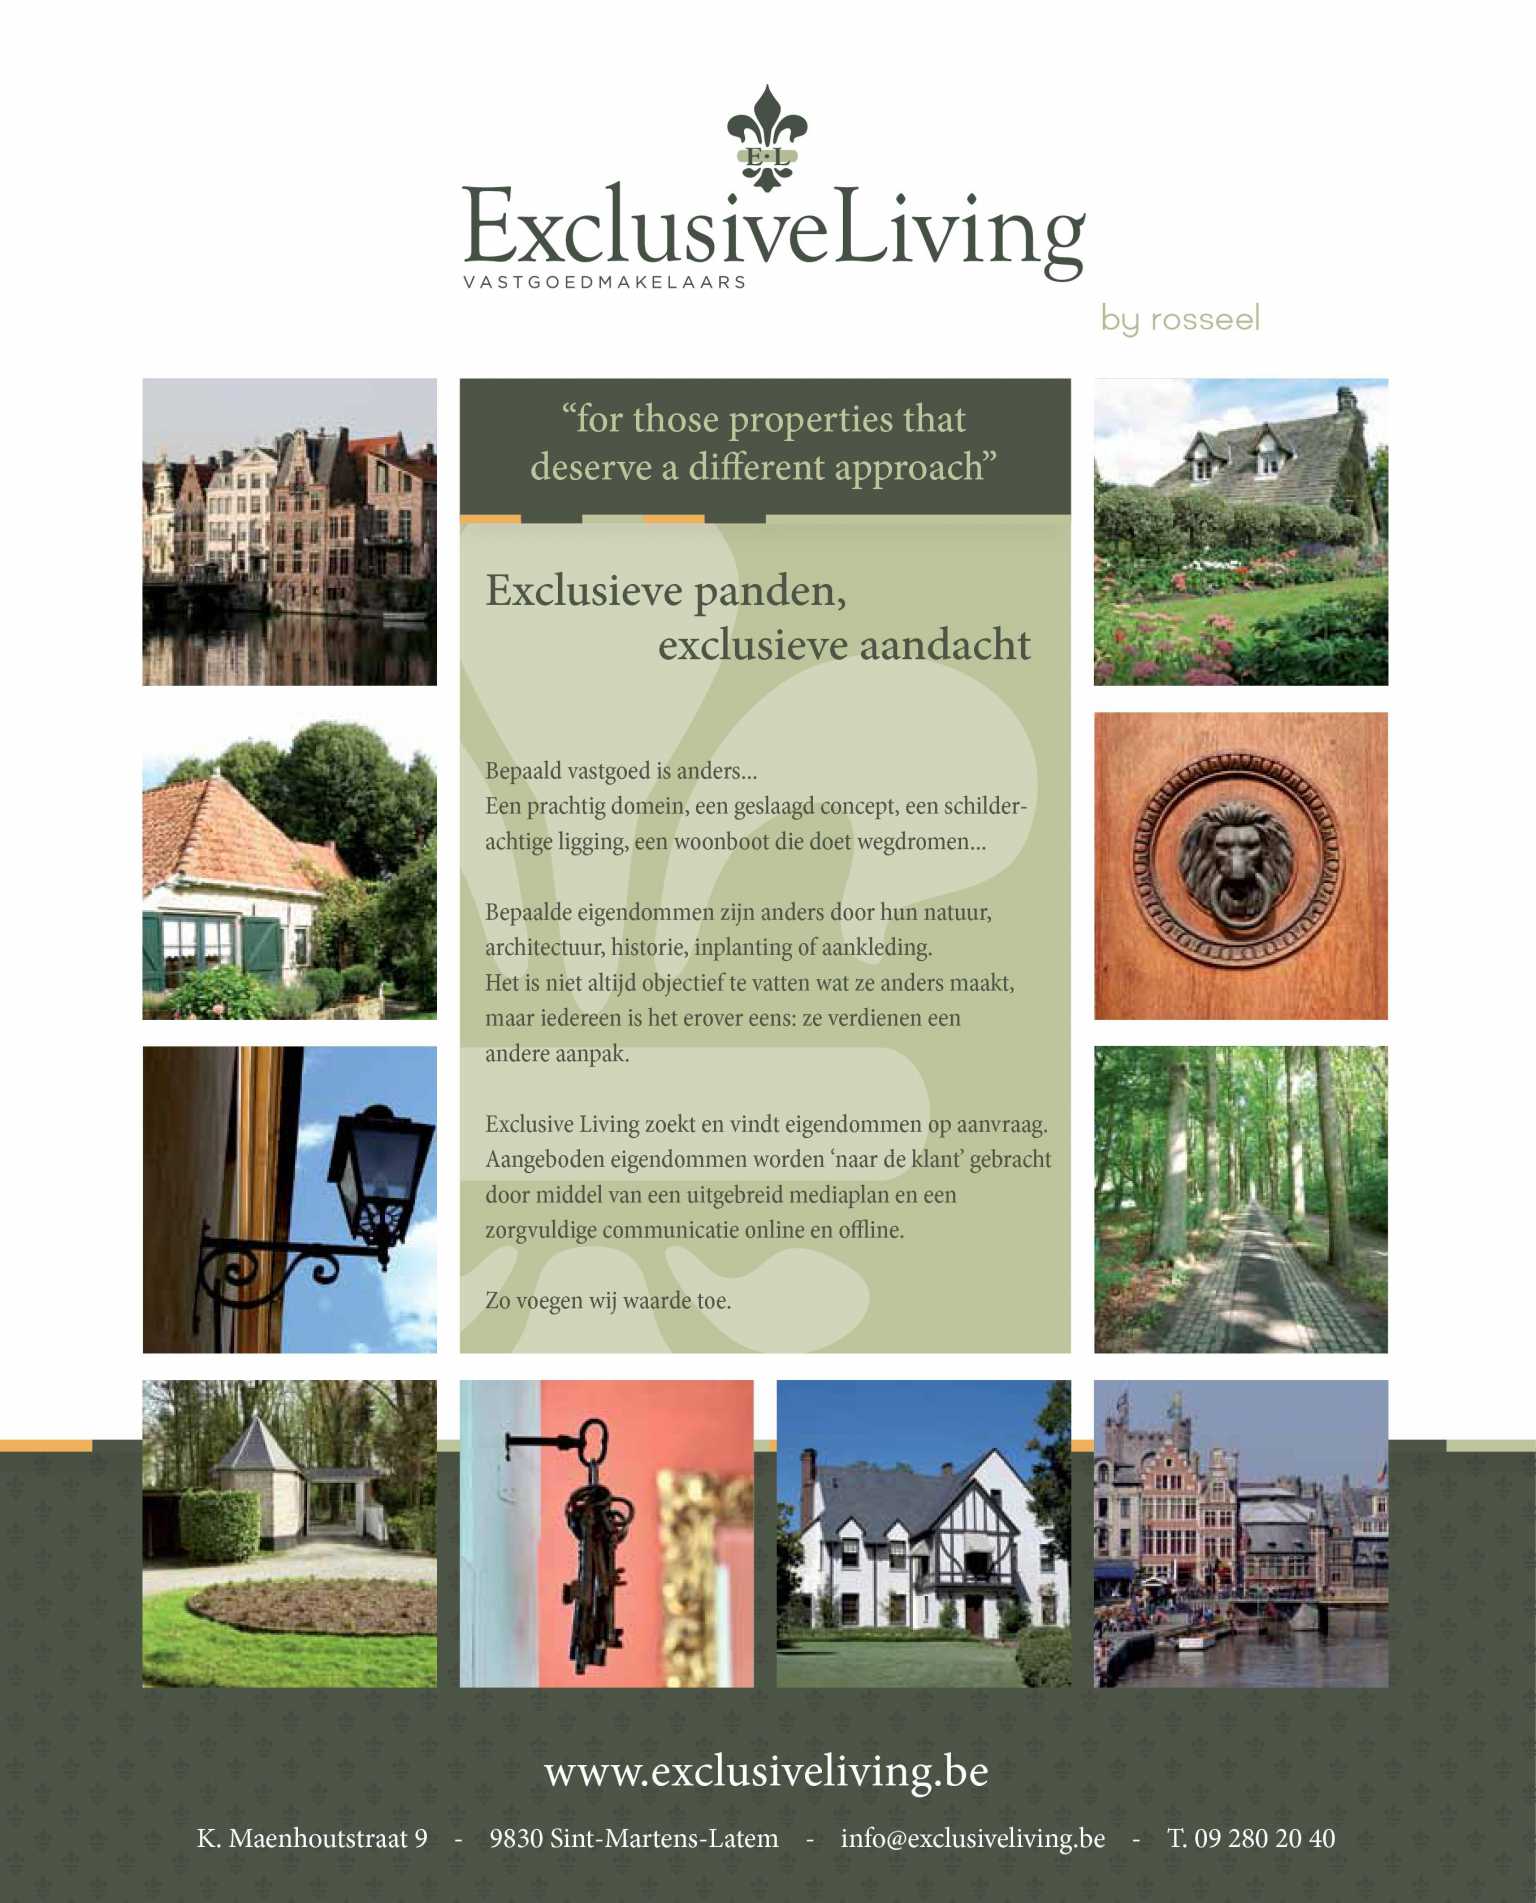 E·L
ExclusiveLiving
VASTGOEDMAKELAARS
by rosseel
“for those properties that
deserve a different approach”
Exclusieve panden,
exclusieve aandacht
Bepaald vastgoed is anders...
Een prachtig domein, een geslaagd concept, een schilder-
achtige ligging, een woonboot die doet wegdromen...
Bepaalde eigendommen zijn anders door hun natuur,
architectuur, historie, inplanting of aankleding.
Het is niet altijd objectief te vatten wat ze anders maakt,
maar iedereen is het erover eens: ze verdienen een
andere aanpak.
Exclusive Living zoekt en vindt eigendommen op aanvraag.
Aangeboden eigendommen worden ‘naar de klant’ gebracht
door middel van een uitgebreid mediaplan en een
zorgvuldige communicatie online en offline.
Zo voegen wij waarde toe.
www.exclusiveliving.be
K. Maenhoutstraat 9 - 9830 Sint-Martens-Latem - info@exclusiveliving.be - T. 09 280 20 40